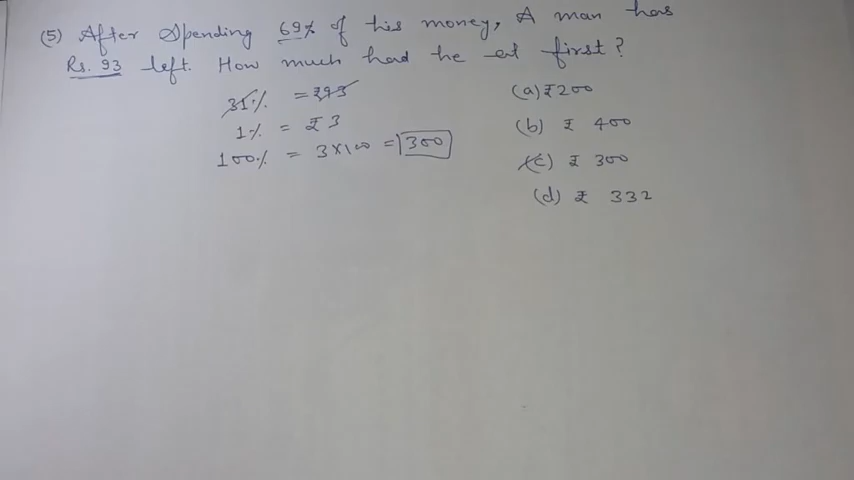 (5) After Spending 69% of his money, A man has
Rs. 93 left. How much had he at first?
31% = ₹93
1% = ₹ 3
100% = 3×100 = 300
(a) ₹200
(b) ₹ 400
(c) ₹ 300
(d) ₹ 332